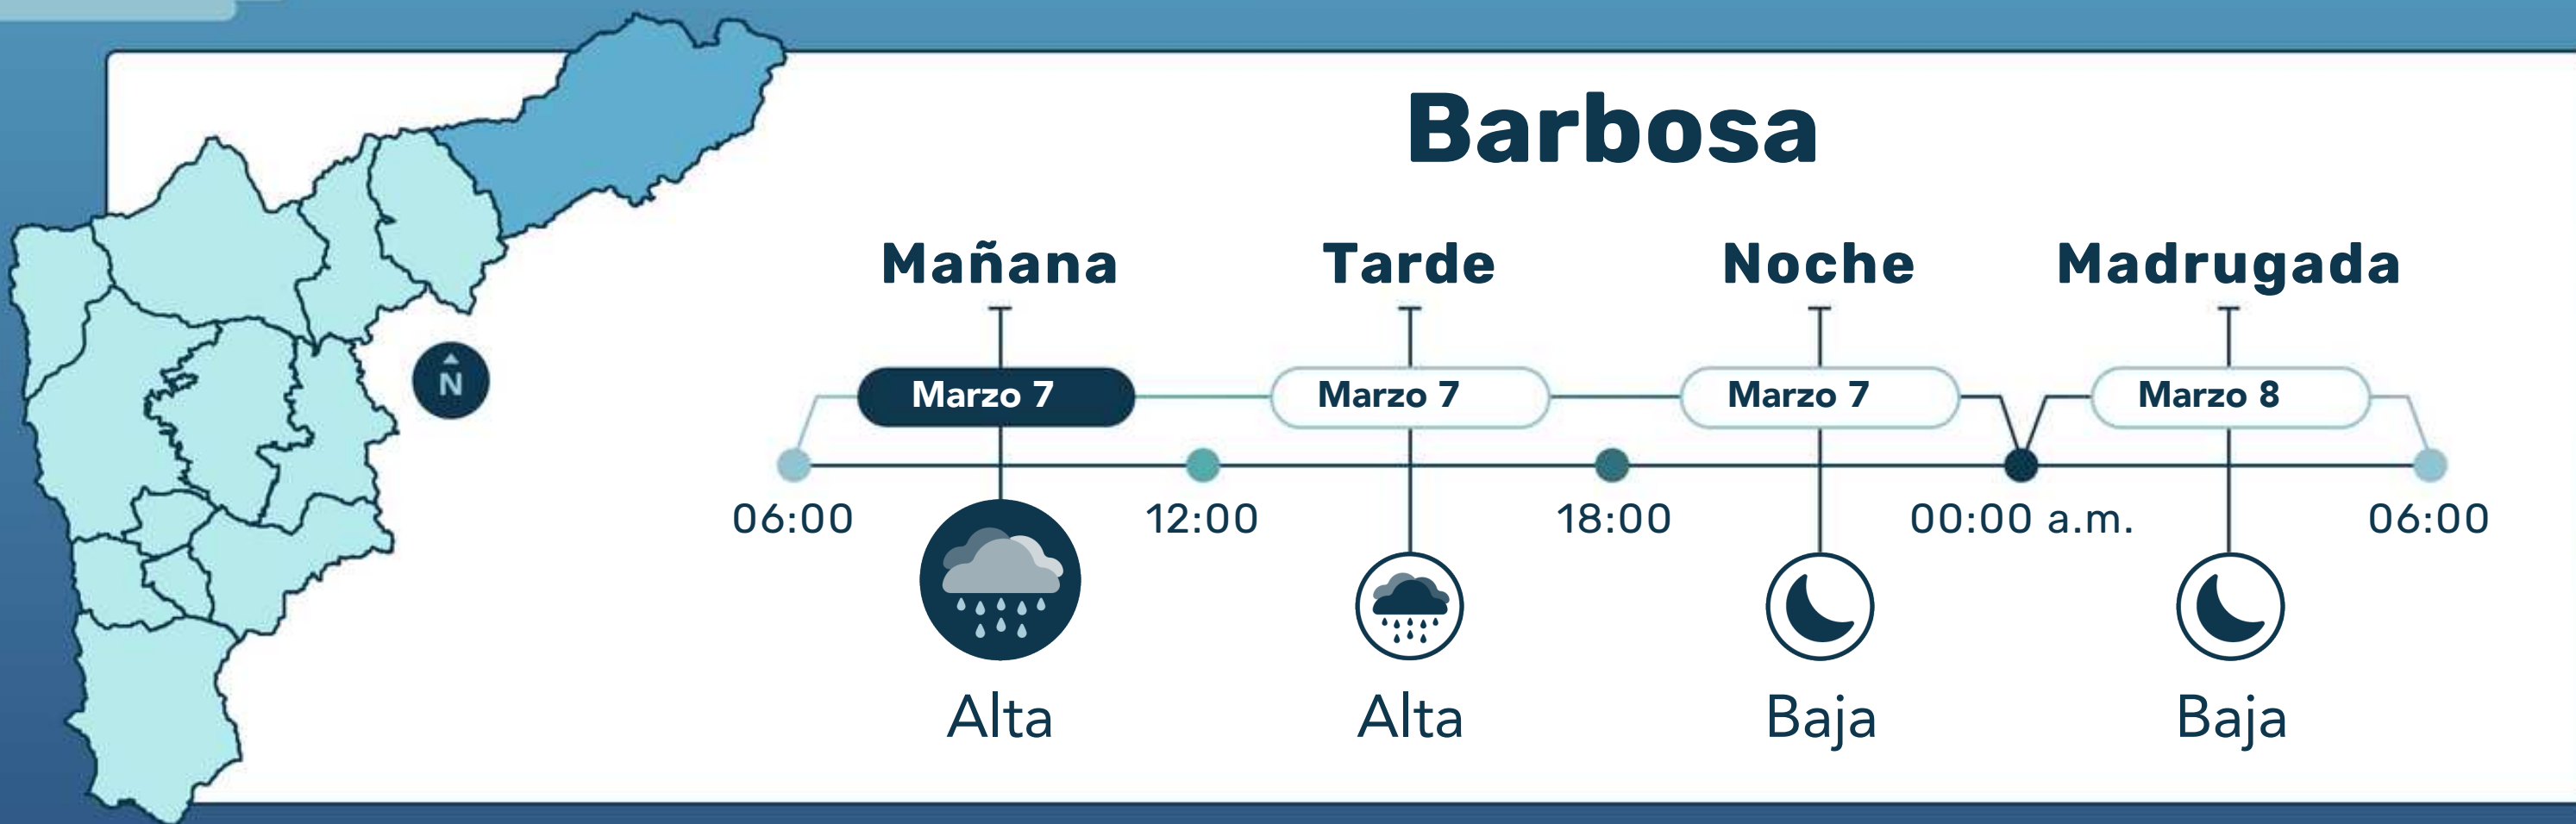 Barbosa
Mañana Tarde Noche Madrugada
Marzo 7 Marzo 7 Marzo 7 Marzo 8
N
06:00 12:00 18:00 00:00 a.m. 06:00
Alta Alta Baja Baja